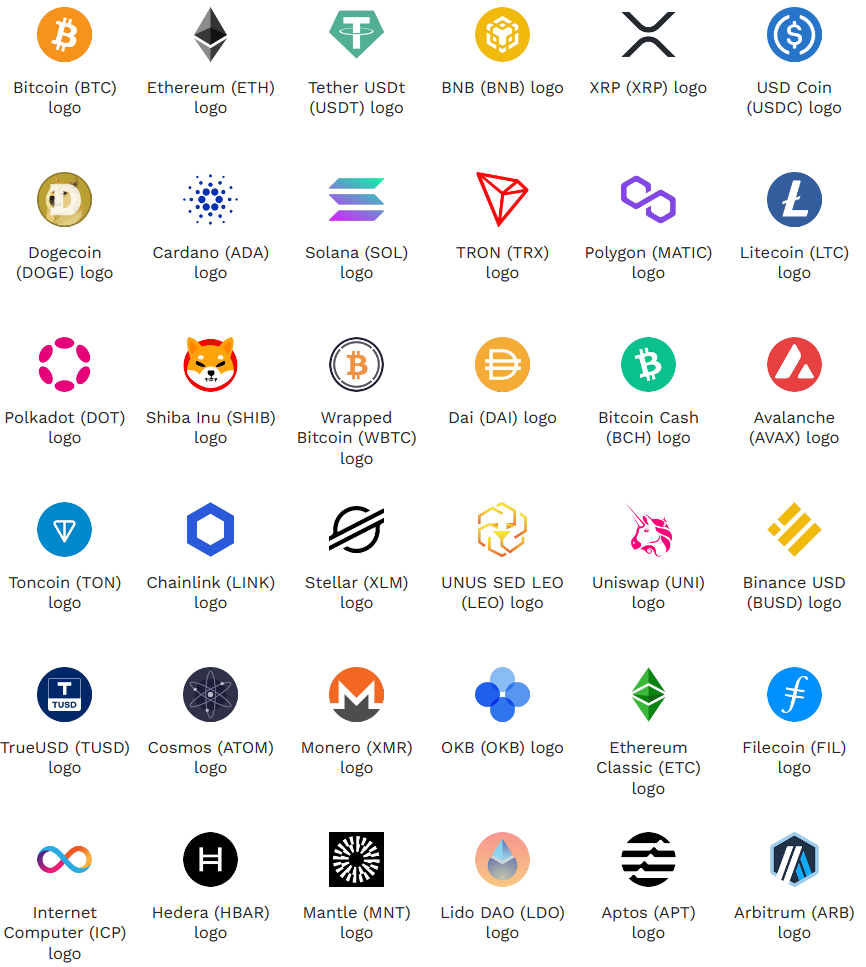 Bitcoin (BTC)
logo
Ethereum (ETH)
logo
Tether USDt
(USDT) logo
BNB (BNB) logo
XRP (XRP) logo
USD Coin
(USDC) logo
Dogecoin
(DOGE) logo
Cardano (ADA)
logo
Solana (SOL)
logo
TRON (TRX)
logo
Polygon (MATIC)
logo
Litecoin (LTC)
logo
Polkadot (DOT)
logo
Shiba Inu (SHIB)
logo
Wrapped
Bitcoin (WBTC)
logo
Dai (DAI) logo
Bitcoin Cash
(BCH) logo
Avalanche
(AVAX) logo
Toncoin (TON)
logo
Chainlink (LINK)
logo
Stellar (XLM)
logo
UNUS SED LEO
(LEO) logo
Uniswap (UNI)
logo
Binance USD
(BUSD) logo
T
TUSD
TrueUSD (TUSD)
logo
Cosmos (ATOM)
logo
Monero (XMR)
logo
OKB (OKB) logo
Ethereum
Classic (ETC)
logo
Filecoin (FIL)
logo
Internet
Computer (ICP)
logo
Hedera (HBAR)
logo
Mantle (MNT)
logo
Lido DAO (LDO)
logo
Aptos (APT)
logo
Arbitrum (ARB)
logo